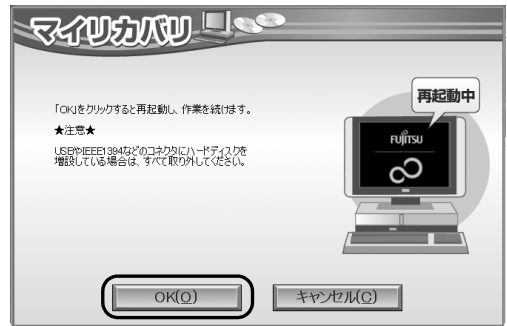 マイリカバリ
「OK」をクリックすると再起動し、作業を続けます。
★注意★
USBやIEEE1394などのコネクタにハードディスクを
増設している場合は、すべて取り外してください。
再起動中
FUJITSU
OK(O)
キャンセル(C)